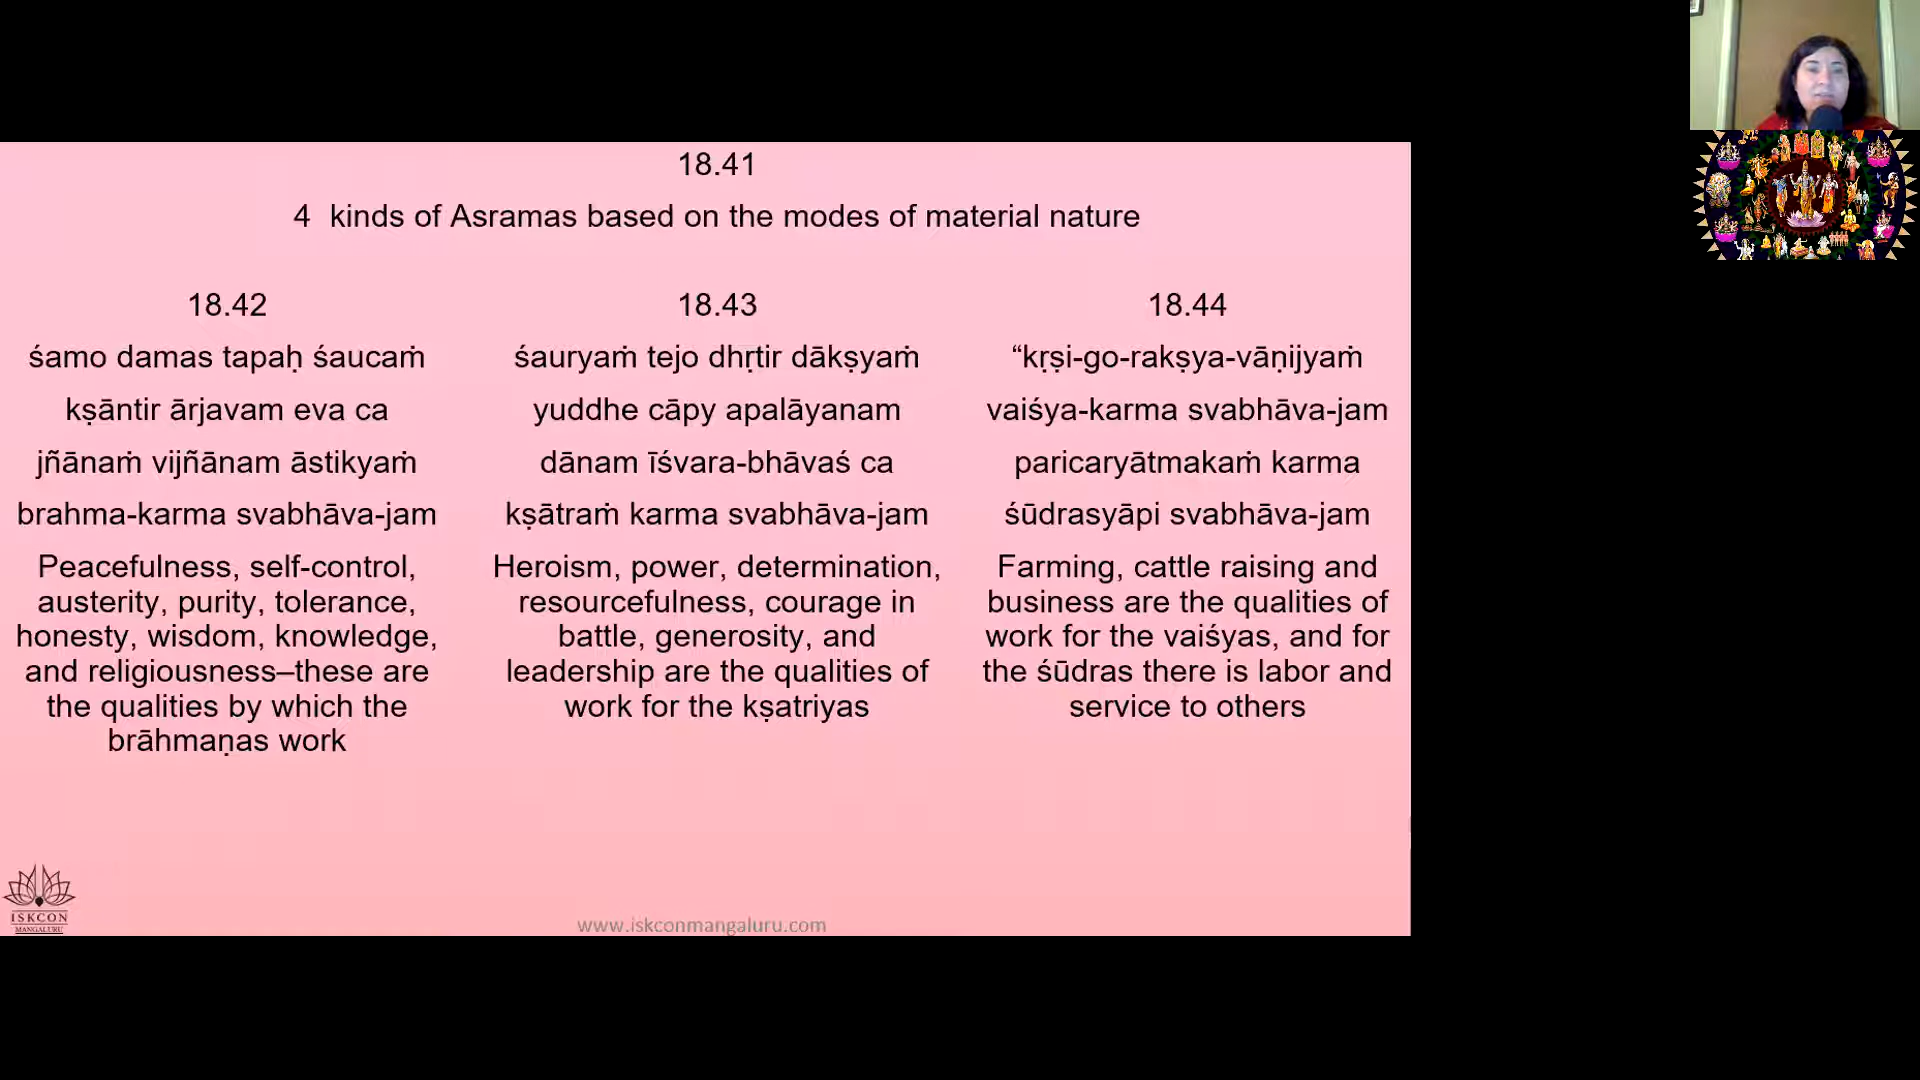 18.41
4 kinds of Asramas based on the modes of material nature
18.42
śamo damas tapaḥ śaucaṁ
kṣāntir ārjavam eva ca
jñānaṁ vijñānam āstikyaṁ
brahma-karma svabhāva-jam
Peacefulness, self-control,
austerity, purity, tolerance,
honesty, wisdom, knowledge,
and religiousness–these are
the qualities by which the
brāhmaṇas work
18.43
śauryaṁ tejo dhṛtir dākṣyaṁ
yuddhe cāpy apalāyanam
dānam īśvara-bhāvaś ca
kṣātraṁ karma svabhāva-jam
Heroism, power, determination,
resourcefulness, courage in
battle, generosity, and
leadership are the qualities of
work for the kṣatriyas
18.44
“kṛṣi-go-rakṣya-vāṇijyaṁ
vaiśya-karma svabhāva-jam
paricaryātmakaṁ karma
śūdrasyāpi svabhāva-jam
Farming, cattle raising and
business are the qualities of
work for the vaiśyas, and for
the śūdras there is labor and
service to others
ISKCON
MANGALURU
www.iskconmangaluru.com